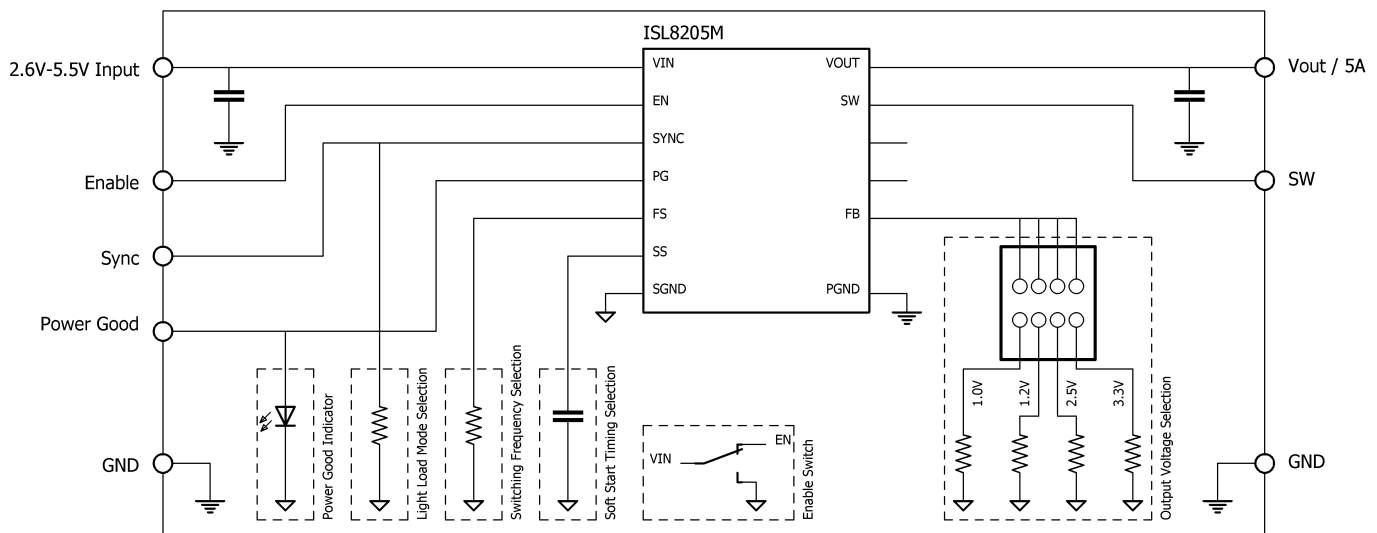 ISL8205M
2.6V-5.5V Input
VIN
VOUT
Vout / 5A
EN
SW
SYNC
Enable
PG
SW
FS
FB
Sync
SS
SGND
PGND
Power Good
Power Good Indicator
Light Load Mode Selection
Switching Frequency Selection
Soft Start Timing Selection
VIN
EN
Enable Switch
1.0V
1.2V
2.5V
3.3V
Output Voltage Selection
GND
GND